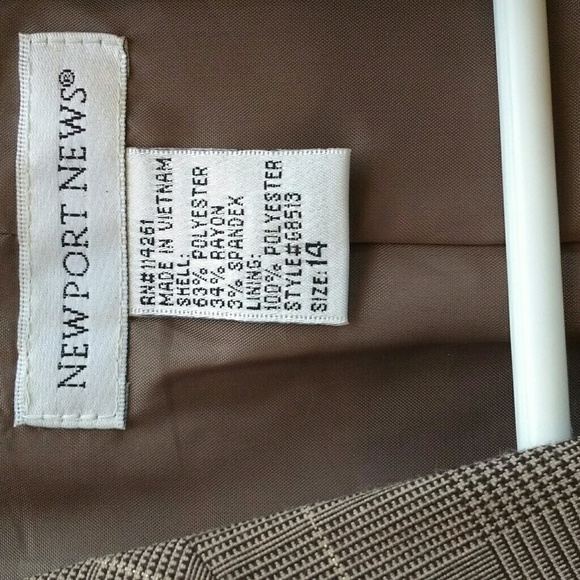 NEWPORT NEWS®
RN#114261
MADE IN VIETNAM
SHELL:
63% POLYESTER
34% RAYON
3% SPANDEX
LINING:
100% POLYESTER
STYLE#G8513
SIZE: 14